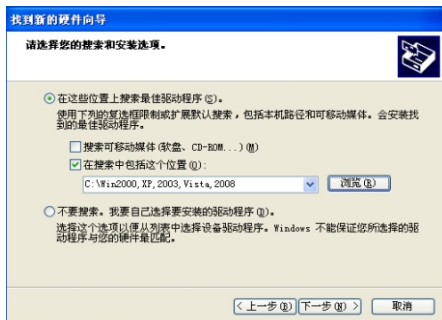 找到新的硬件向导
请选择您的搜索和安装选项。
在这些位置上搜索最佳驱动程序(S)。
使用下列的复选框限制或扩展默认搜索，包括本机路径和可移动媒体。会安装找
到的最佳驱动程序。
搜索可移动媒体(软盘、CD-ROM...)(M)
在搜索中包括这个位置(O):
C:\Win2000,XP,2003,Vista,2008
浏览(R)
不要搜索。我要自己选择要安装的驱动程序(D)。
选择这个选项以便从列表中选择设备驱动程序。Windows 不能保证您所选择的驱
动程序与您的硬件最匹配。
< 上一步(B) 下一步(N) > 取消